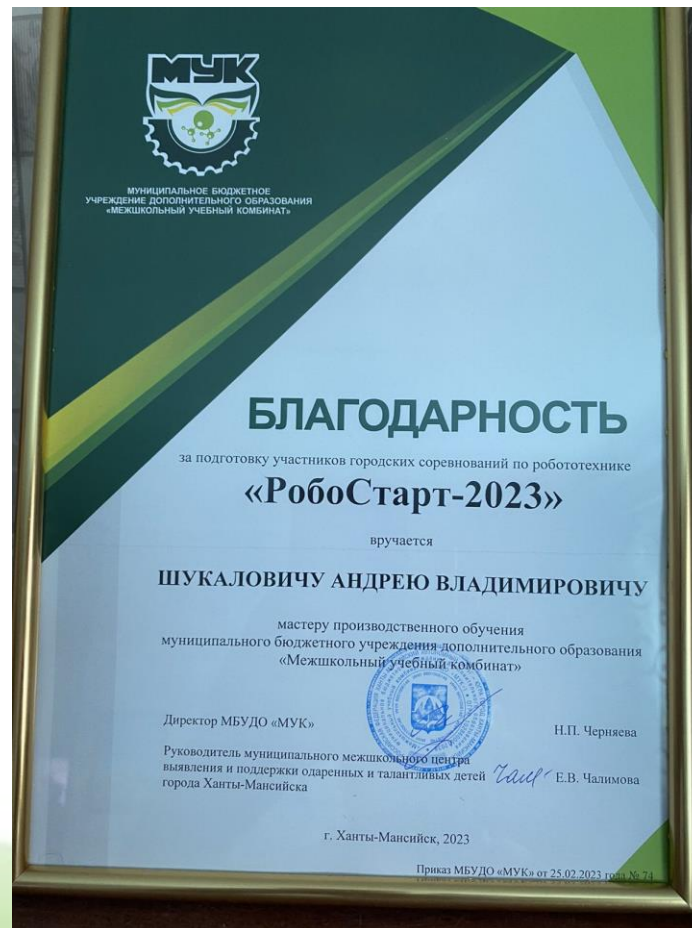 МУК
МУНИЦИПАЛЬНОЕ БЮДЖЕТНОЕ
УЧРЕЖДЕНИЕ ДОПОЛНИТЕЛЬНОГО ОБРАЗОВАНИЯ
«МЕЖШКОЛЬНЫЙ УЧЕБНЫЙ КОМБИНАТ»
БЛАГОДАРНОСТЬ
за подготовку участников городских соревнований по робототехнике
«РобоСтарт-2023»
вручается
ШУКАЛОВИЧУ АНДРЕЮ ВЛАДИМИРОВИЧУ
мастеру производственного обучения
муниципального бюджетного учреждения дополнительного образования
«Межшкольный учебный комбинат»
Директор МБУДО «МУК» Н.П. Черняева
Руководитель муниципального межшкольного центра
выявления и поддержки одаренных и талантливых детей Е.В. Чалимова
города Ханты-Мансийска
г. Ханты-Мансийск, 2023
Приказ МБУДО «МУК» от 25.02.2023 года № 74